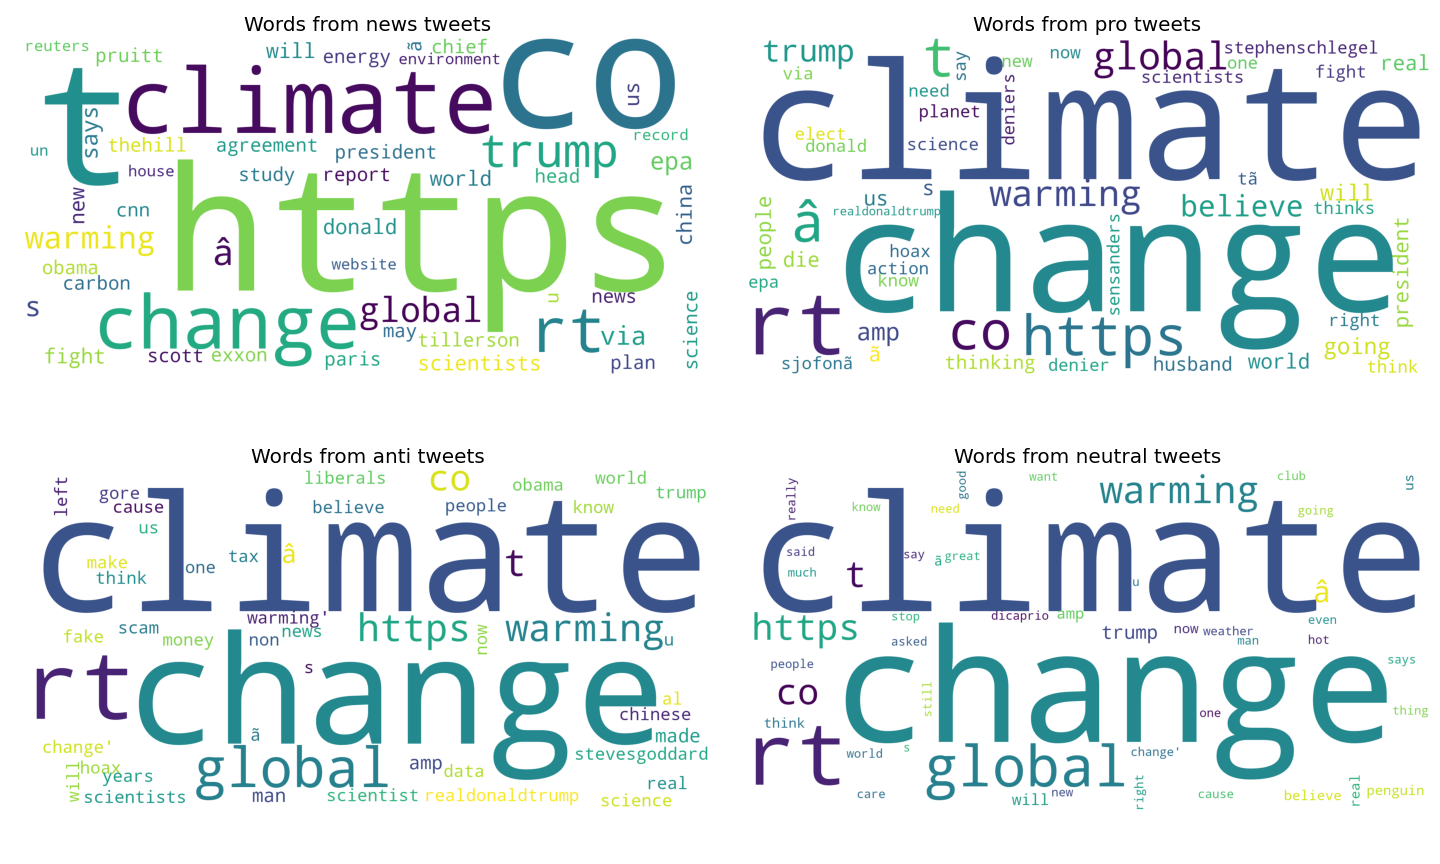 Words from news tweets
reuters
pruitt
will
energy
ã
chief
environment
co
t
says
climate
us
un
thehill
agreement
president
trump
record
epa
house
study
report
world
head
new
cnn
https
donald
china
warming
â
website
obama
carbon
s
change
global
u
news
may
rt
via
science
fight
scott
exxon
paris
tillerson
scientists
plan
Words from pro tweets
trump
via
t
say
new
now
global
stephenschlegel
one
scientists
fight
real
climate
need
planet
deniers
elect
donald
science
s
warming
tã
will
people
â
us
realdonaldtrump
believe
thinks
die
hoax
action
know
change
sensanders
president
epa
rt
amp
co
https
right
going
sjofonã
ã
thinking
denier
husband
world
think
Words from anti tweets
left
gore
cause
liberals
co
obama
world
trump
believe
people
know
us
climate
make
think
one
tax
â
t
fake
scam
money
warming'
non
news
https
now
warming
u
rt
s
change
al
chinese
ã
made
change'
hoax
will
years
scientists
global
amp
data
stevesgoddard
man
scientist
realdonaldtrump
real
science
Words from neutral tweets
really
good
want
warming
club
us
know
need
going
climate
said
much
t
say
ã
great
u
â
https
stop
dicaprio
amp
even
asked
trump
now
weather
man
hot
people
co
change
says
still
one
thing
think
rt
world
s
global
change'
care
will
new
right
cause
believe
real
penguin